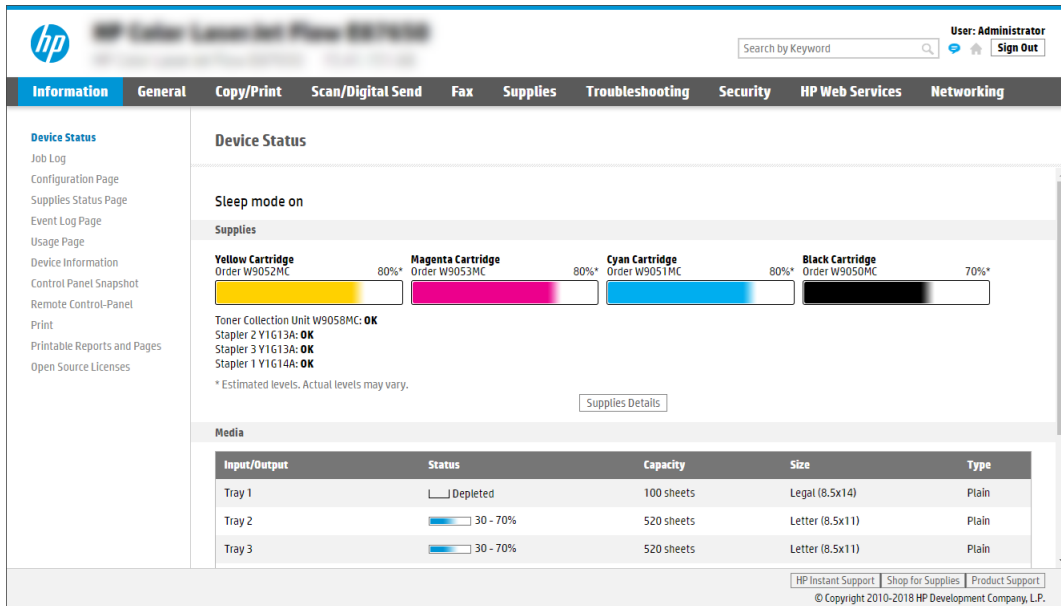 hp
User: Administrator
Search by Keyword
Sign Out
Information General Copy/Print Scan/Digital Send Fax Supplies Troubleshooting Security HP Web Services Networking
Device Status
Job Log
Configuration Page
Supplies Status Page
Event Log Page
Usage Page
Device Information
Control Panel Snapshot
Remote Control-Panel
Print
Printable Reports and Pages
Open Source Licenses
Device Status
Sleep mode on
Supplies
Yellow Cartridge
Order W9052MC 80%*
Magenta Cartridge
Order W9053MC 80%*
Cyan Cartridge
Order W9051MC 80%*
Black Cartridge
Order W9050MC 70%*
Toner Collection Unit W9058MC: OK
Stapler 2 Y1G13A: OK
Stapler 3 Y1G13A: OK
Stapler 1 Y1G14A: OK
* Estimated levels. Actual levels may vary.
Supplies Details
Media
Input/Output Status Capacity Size Type
Tray 1 Depleted 100 sheets Legal (8.5x14) Plain
Tray 2 30 - 70% 520 sheets Letter (8.5x11) Plain
Tray 3 30 - 70% 520 sheets Letter (8.5x11) Plain
HP Instant Support Shop for Supplies Product Support
© Copyright 2010-2018 HP Development Company, L.P.